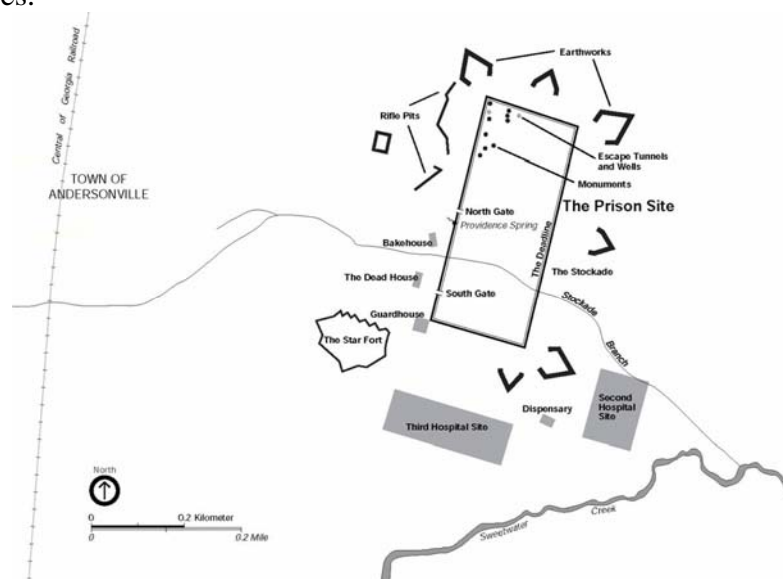 es.
Central of Georgia Railroad
TOWN OF
ANDERSONVILLE
Earthworks
Rifle Pits
Escape Tunnels
and Wells
Monuments
The Prison Site
North Gate
Providence Spring
The Deadline
Bakehouse
The Stockade
The Dead House
South Gate
Stockade
Branch
Guardhouse
The Star Fort
Second
Hospital
Site
Dispensary
Third Hospital Site
North
0
0.2 Kilometer
0
0.2 Mile
Sweetwater
Creek